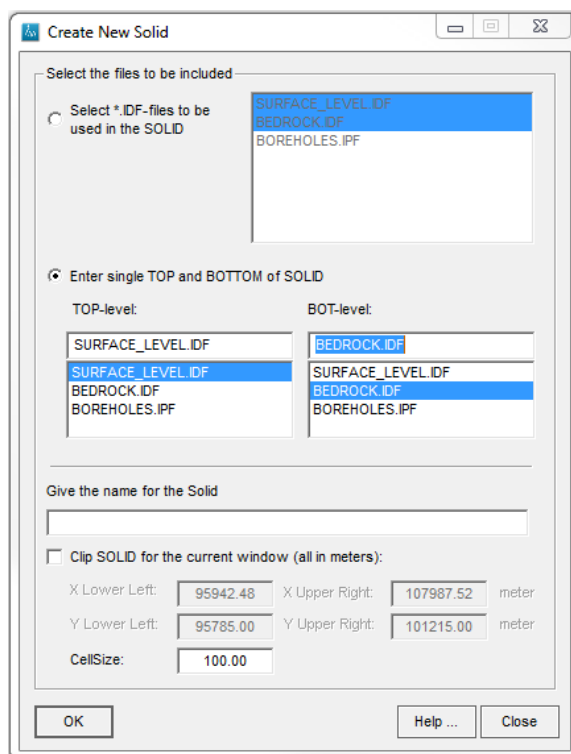 Create New Solid
Select the files to be included
Select *.IDF-files to be
used in the SOLID
SURFACE_LEVEL.IDF
BEDROCK.IDF
BOREHOLES.IPF
Enter single TOP and BOTTOM of SOLID
TOP-level:
BOT-level:
SURFACE_LEVEL.IDF
BEDROCK.IDF
SURFACE_LEVEL.IDF
BEDROCK.IDF
BOREHOLES.IPF
SURFACE_LEVEL.IDF
BEDROCK.IDF
BOREHOLES.IPF
Give the name for the Solid
Clip SOLID for the current window (all in meters):
X Lower Left: 95942.48 X Upper Right: 107987.52 meter
Y Lower Left: 95785.00 Y Upper Right: 101215.00 meter
CellSize: 100.00
OK Help ... Close